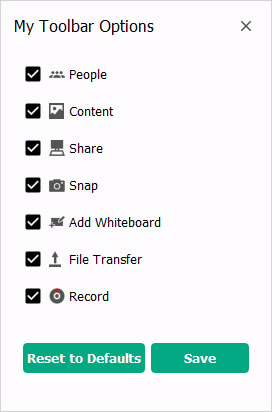 My Toolbar Options
People
Content
Share
Snap
Add Whiteboard
File Transfer
Record
Reset to Defaults Save